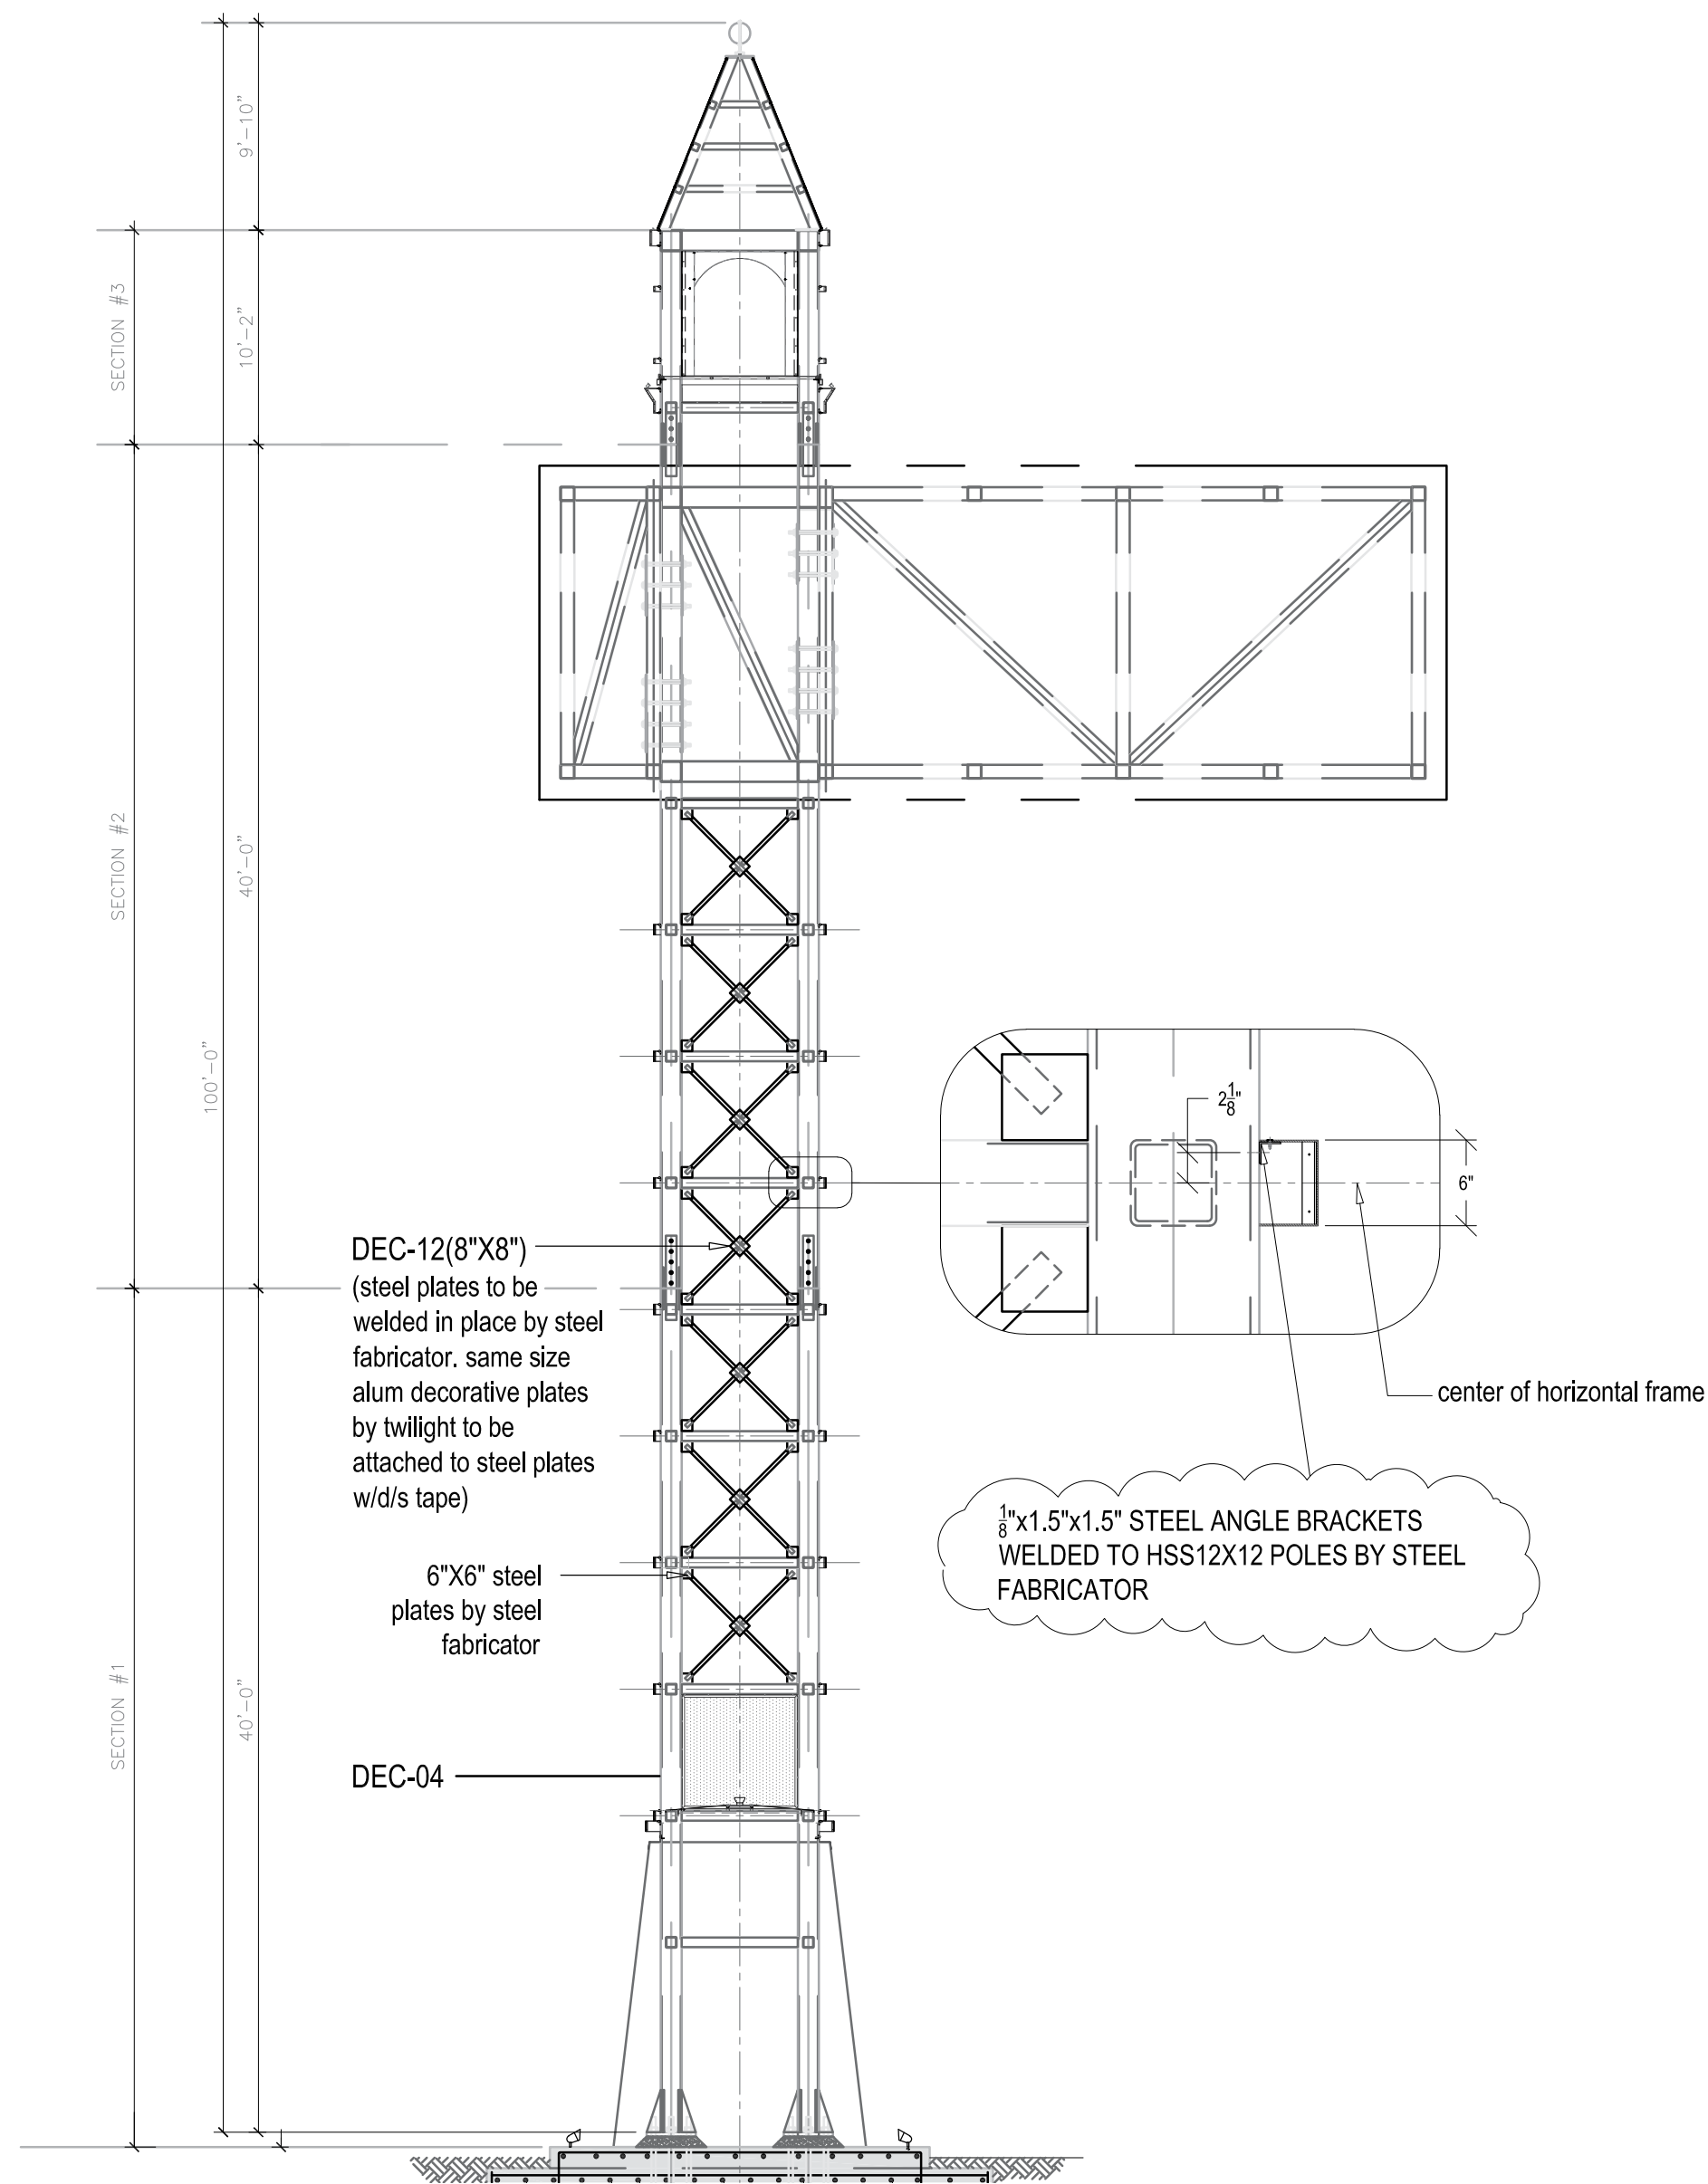 9'-10"
SECTION #3
10'-2"
SECTION #2
40'-0"
100'-0"
2 1/8"
6"
DEC-12(8"X8")
(steel plates to be
welded in place by steel
fabricator. same size
alum decorative plates
by twilight to be
attached to steel plates
w/d/s tape)
center of horizontal frame
1/8"x1.5"x1.5" STEEL ANGLE BRACKETS
WELDED TO HSS12X12 POLES BY STEEL
FABRICATOR
6"X6" steel
plates by steel
fabricator
SECTION #1
40'-0"
DEC-04